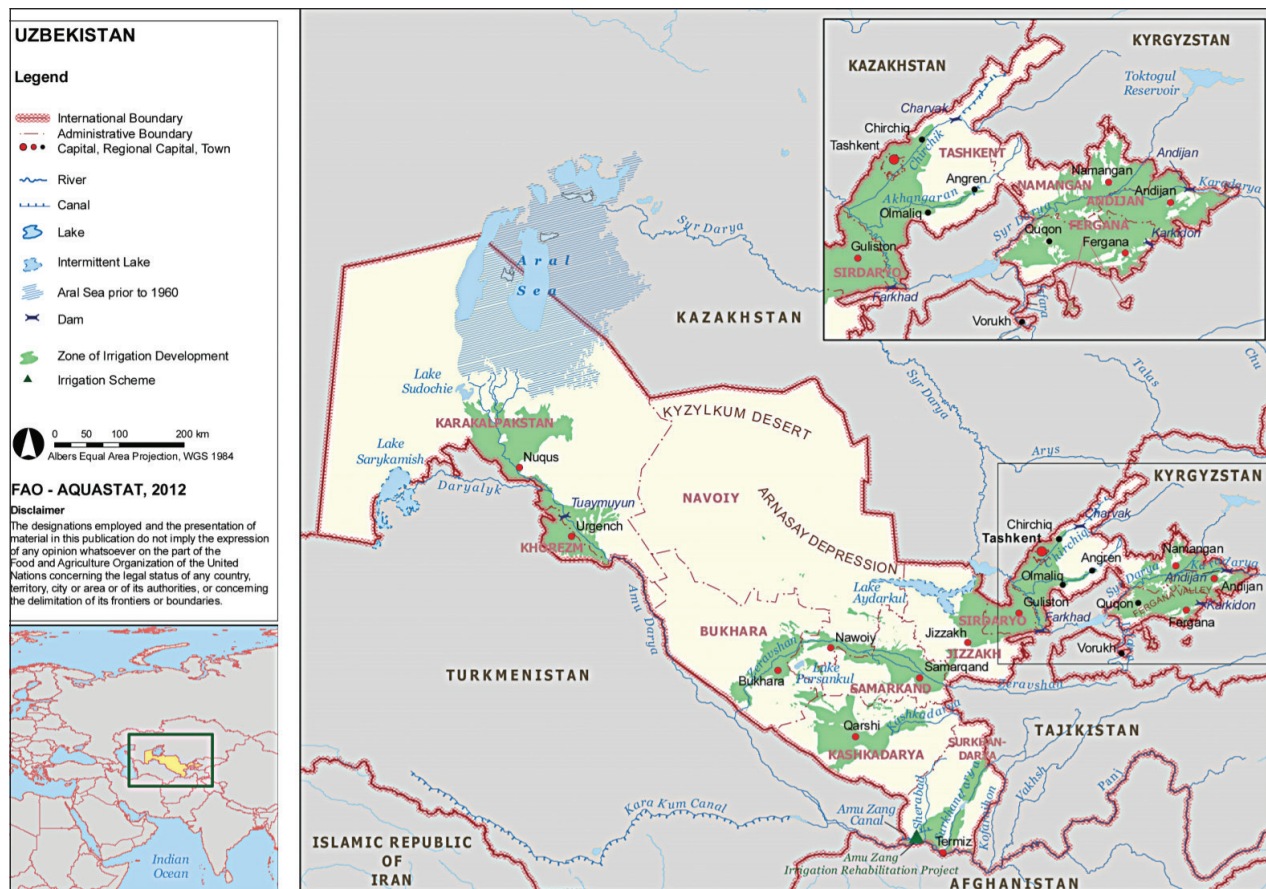 UZBEKISTAN
Legend
International Boundary
Administrative Boundary
Capital, Regional Capital, Town
River
Canal
Lake
Intermittent Lake
Aral Sea prior to 1960
Dam
Zone of Irrigation Development
Irrigation Scheme
0 50 100 200 km
Albers Equal Area Projection, WGS 1984
FAO - AQUASTAT, 2012
Disclaimer
The designations employed and the presentation of
material in this publication do not imply the expression
of any opinion whatsoever on the part of the
Food and Agriculture Organization of the United
Nations concerning the legal status of any country,
territory, city or area or of its authorities, or concerning
the delimitation of its frontiers or boundaries.
Indian
Ocean
KYRGYZSTAN
KAZAKHSTAN
Toktogul
Reservoir
Charvak
Chirchiq
Tashkent
Chirchik
TASHKENT
Andijan
Namangan
Karadarya
Angren
NAMANGAN
Andijan
Akhangaran
ANDIJAN
Olmaliq
Syr Darya
FERGANA
Quqon
Karkidon
Guliston
Fergana
SIRDARYO
Farkhad
Isfara
Vorukh
Syr Darya
Aral
Sea
KAZAKHSTAN
Syr Darya
Talas
Chu
Lake
Sudochie
KARAKALPAKSTAN
KYZYLKUM DESERT
Lake
Sarykamish
Nuqus
Daryalyk
Arys
KYRGYZSTAN
NAVOIY
ARNASAY DEPRESSION
Tuaymuyun
Urgench
KHOREZM
Charvak
Chirchiq
Tashkent
Chirchiq
Angren
Namangan
Olmaliq
Syr Darya
Karadarya
Andijan
Andijan
FERGANA VALLEY
Lake
Aydarkul
Guliston
Quqon
Karkidon
SIRDARYO
Farkhad
Fergana
Amu Darya
BUKHARA
Nawoiy
Jizzakh
JIZZAKH
Vorukh
Zeravshan
Lake
Parsankul
Samarqand
Bukhara
SAMARKAND
Zeravshan
TURKMENISTAN
Qarshi
Kashkadarya
KASHKADARYA
SURKHAN-
DARYA
TAJIKISTAN
Vakhsh
Panj
Kara Kum Canal
Amu Zang
Canal
Sherabad
Surkhandarya
Kofarnihon
Termiz
Amu Zang
Irrigation Rehabilitation Project
ISLAMIC REPUBLIC
OF
IRAN
AFGHANISTAN